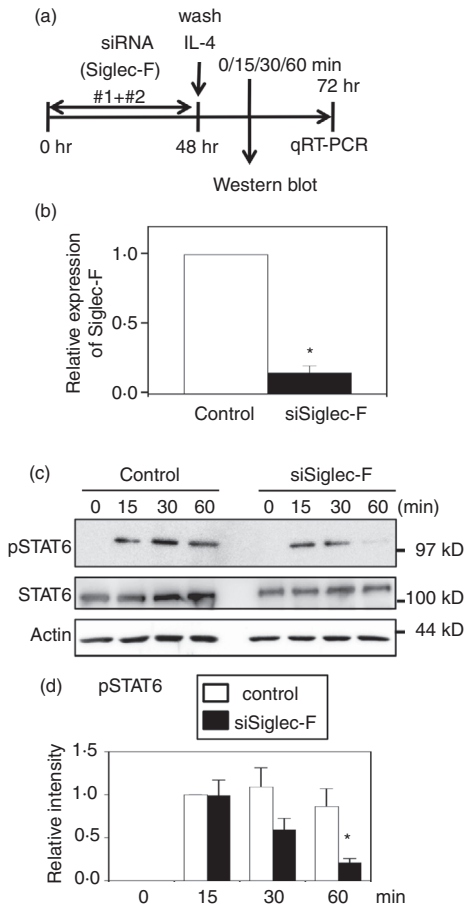 (a)
wash
siRNA IL-4
(Siglec-F) 0/15/30/60 min
#1+#2 72 hr
0 hr 48 hr qRT-PCR
Western blot
(b)
Relative expression
of Siglec-F
1·0
0·5
0·0
*
Control siSiglec-F
(c)
Control siSiglec-F
0 15 30 60 0 15 30 60 (min)
pSTAT6 97 kD
STAT6 100 kD
Actin 44 kD
(d)
pSTAT6
control
siSiglec-F
Relative intensity
1·5
1·0
0·5
0·0
*
0 15 30 60 min